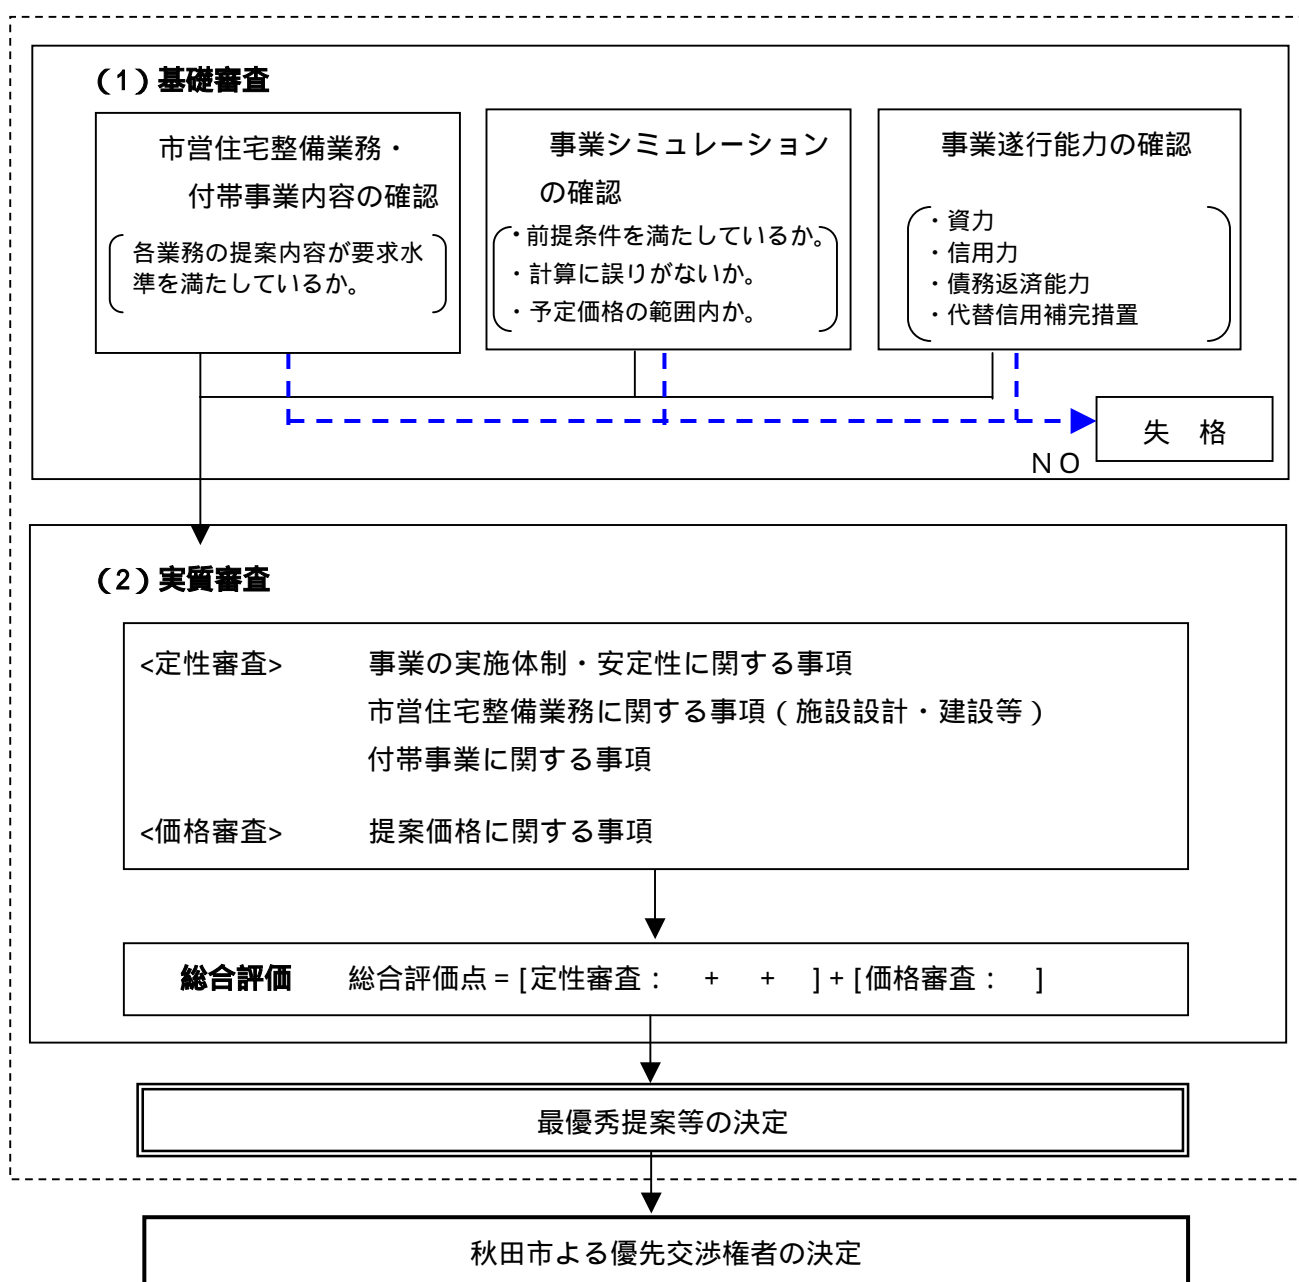 （1）基礎審査
市営住宅整備業務・
付帯事業内容の確認
各業務の提案内容が要求水
準を満たしているか。
事業シミュレーション
の確認
・前提条件を満たしているか。
・計算に誤りがないか。
・予定価格の範囲内か。
事業遂行能力の確認
・資力
・信用力
・債務返済能力
・代替信用補完措置
失　格
ＮＯ
（2）実質審査
<定性審査>　事業の実施体制・安定性に関する事項
市営住宅整備業務に関する事項（施設設計・建設等）
付帯事業に関する事項
<価格審査>　提案価格に関する事項
総合評価　総合評価点＝[定性審査：　+　+　]+[価格審査：　]
最優秀提案等の決定
秋田市よる優先交渉権者の決定